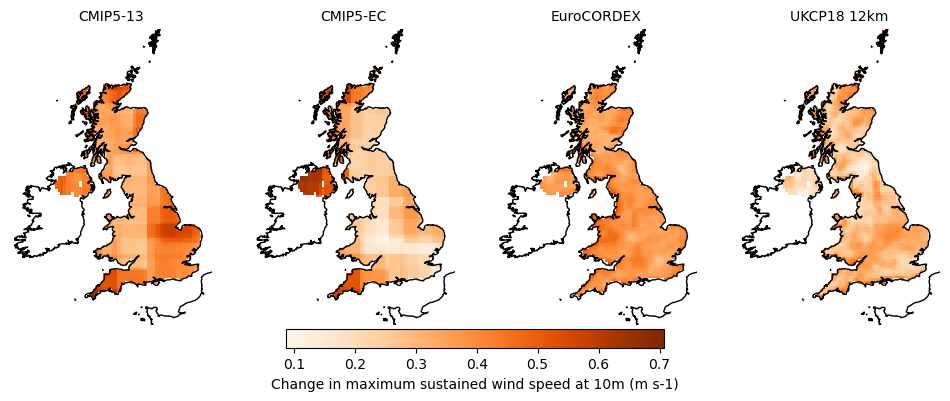 CMIP5-13
CMIP5-EC
EuroCORDEX
UKCP18 12km
0.1 0.2 0.3 0.4 0.5 0.6 0.7
Change in maximum sustained wind speed at 10m (m s-1)